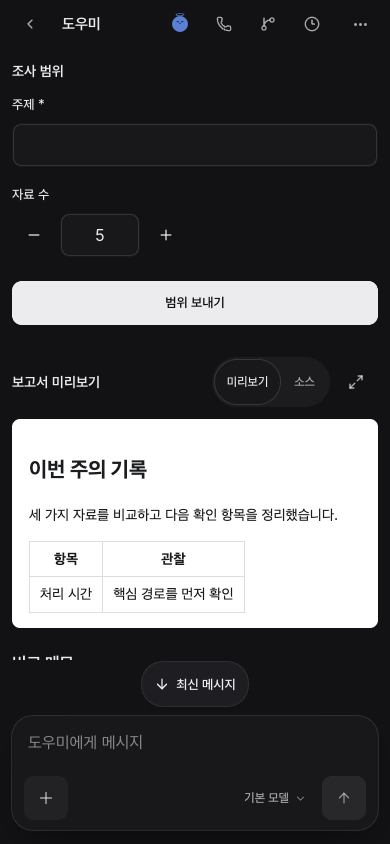 도우미
조사 범위
주제 *
자료 수
5
범위 보내기
보고서 미리보기
미리보기
소스
이번 주의 기록
세 가지 자료를 비교하고 다음 확인 항목을 정리했습니다.
항목 관찰
처리 시간 핵심 경로를 먼저 확인
최신 메시지
도우미에게 메시지
기본 모델